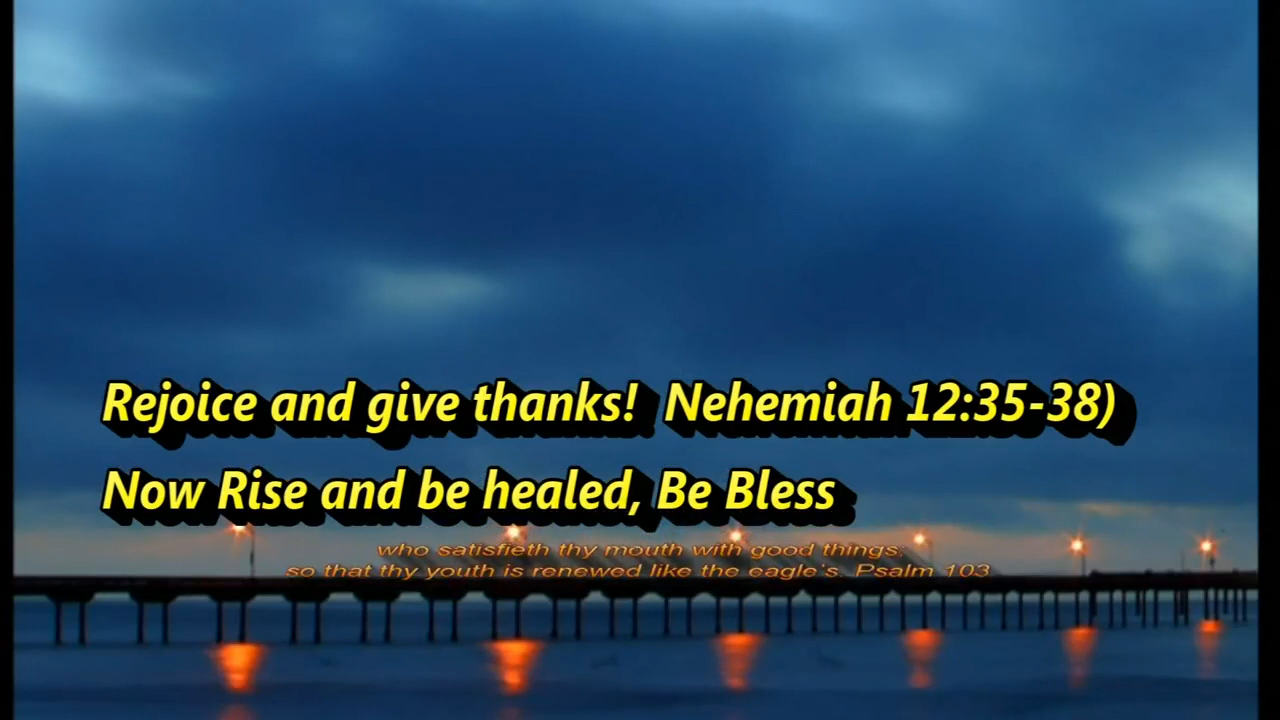 Rejoice and give thanks! Nehemiah 12:35-38)
Now Rise and be healed, Be Bless
who satisfieth thy mouth with good things;
so that thy youth is renewed like the eagle's. Psalm 103